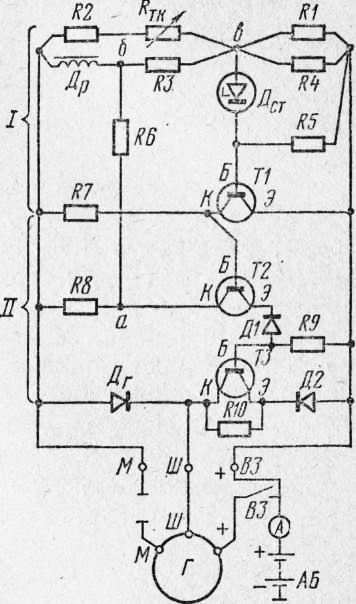 R2
Rтк
R1
б
в
Др
R3
R4
I
R6
Дст
R5
Б
T1
R7
К
Э
Б
T2
II
R8
К
Э
а
Д1
R9
Б
T3
Дг
К
Э
Д2
R10
М
Ш
+
ВЗ
Ш
ВЗ
М
+
А
Г
+
АБ
-